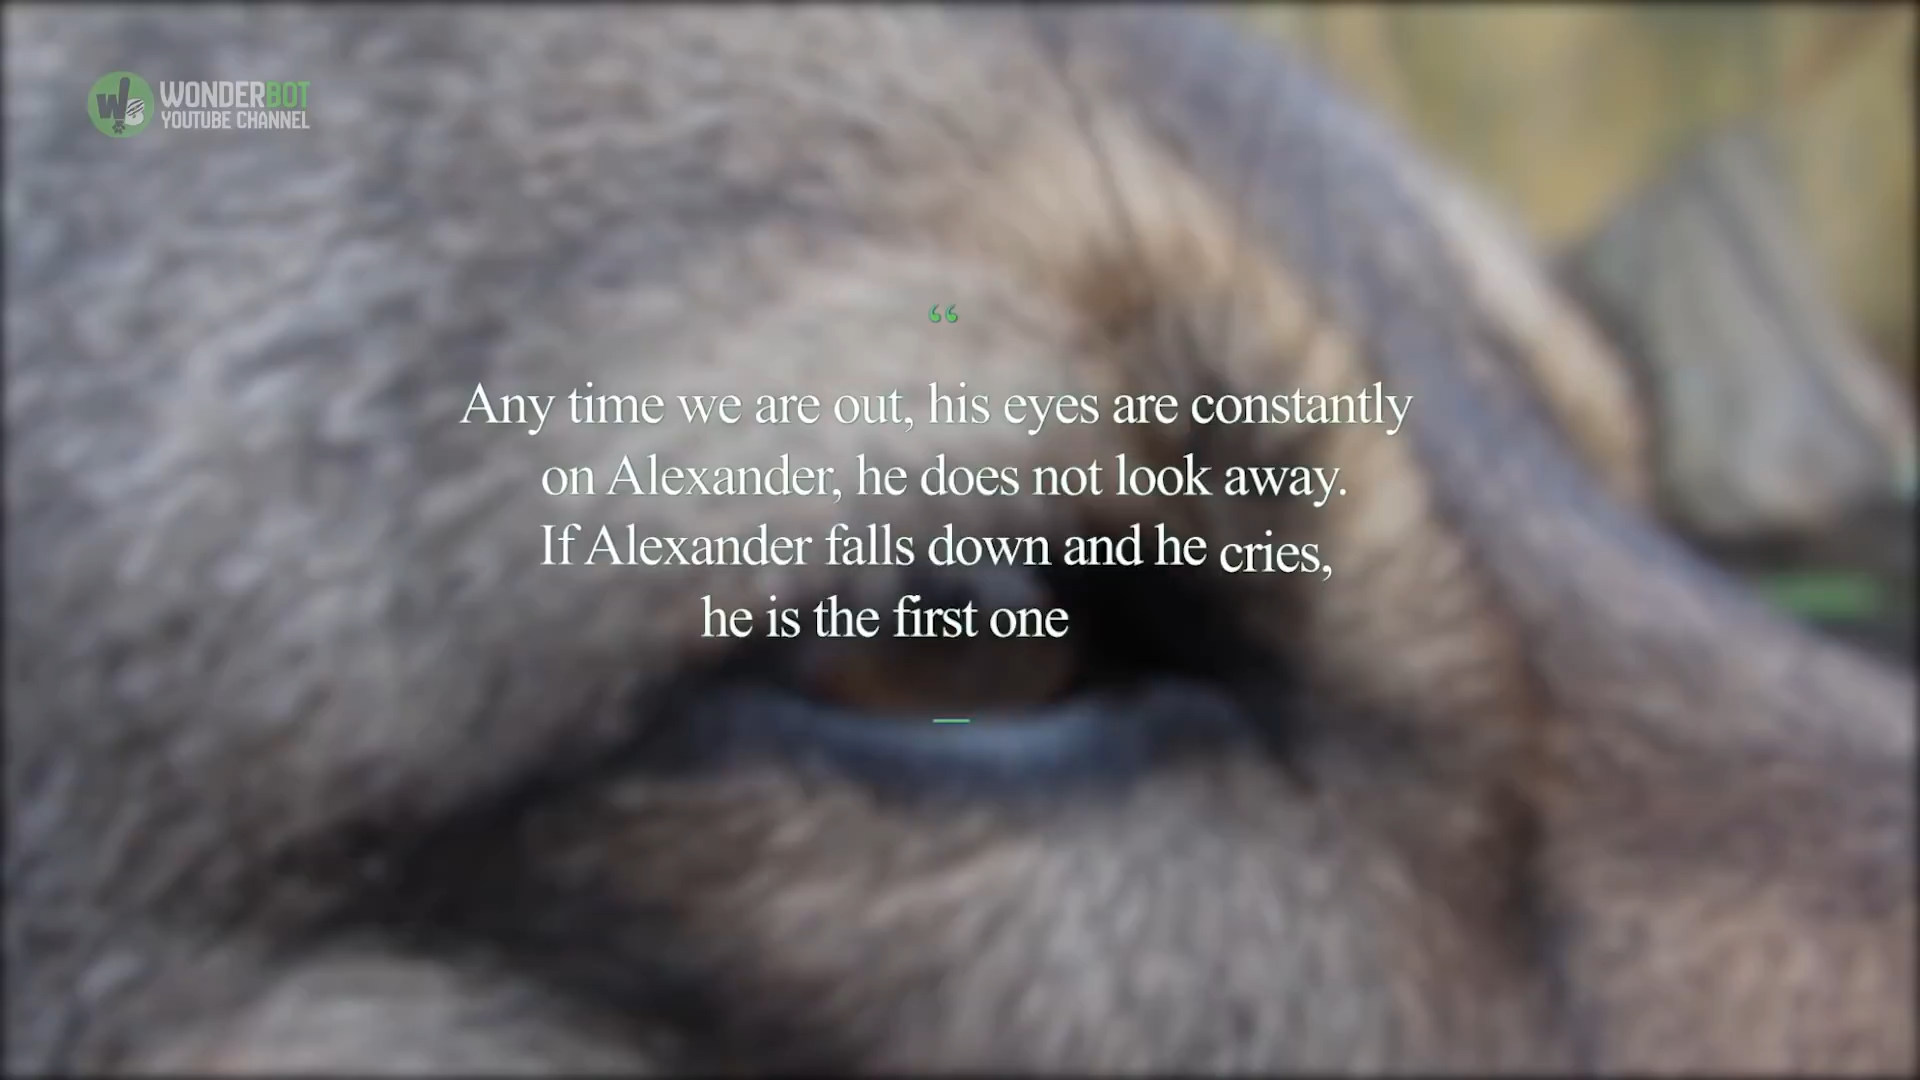 WONDERBOT
YOUTUBE CHANNEL
“
Any time we are out, his eyes are constantly
on Alexander, he does not look away.
If Alexander falls down and he cries,
he is the first one